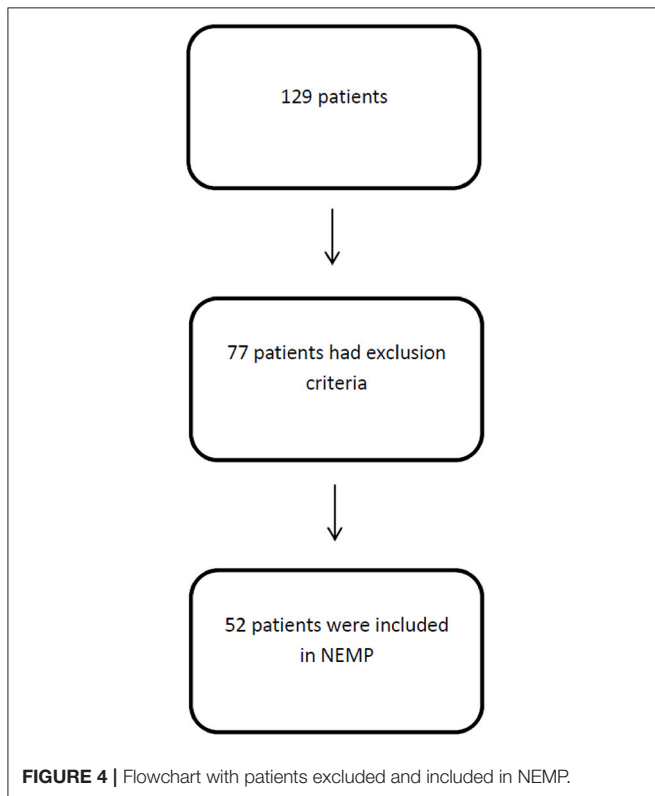 129 patients
77 patients had exclusion
criteria
52 patients were included
in NEMP
FIGURE 4 | Flowchart with patients excluded and included in NEMP.